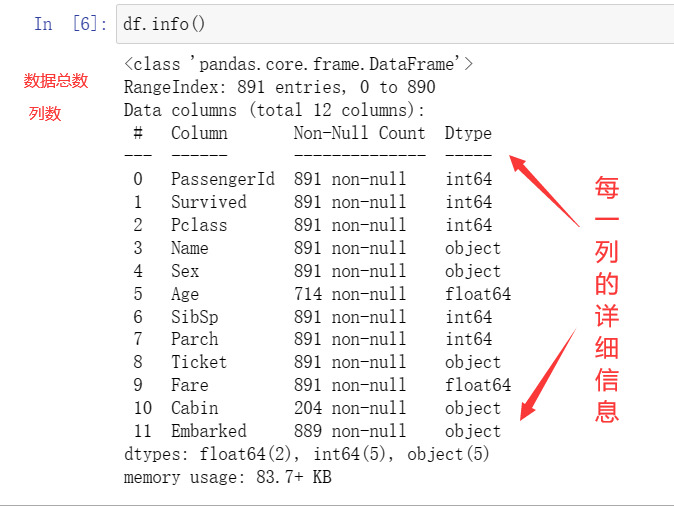 In [6]: df.info()
<class 'pandas.core.frame.DataFrame'>
数据总数 RangeIndex: 891 entries, 0 to 890
列数 Data columns (total 12 columns):
 #   Column       Non-Null Count  Dtype
---  ------       --------------  -----
 0   PassengerId  891 non-null    int64
 1   Survived     891 non-null    int64
 2   Pclass       891 non-null    int64
 3   Name         891 non-null    object
 4   Sex          891 non-null    object
 5   Age          714 non-null    float64
 6   SibSp        891 non-null    int64
 7   Parch        891 non-null    int64
 8   Ticket       891 non-null    object
 9   Fare         891 non-null    float64
 10  Cabin        204 non-null    object
 11  Embarked     889 non-null    object
dtypes: float64(2), int64(5), object(5)
memory usage: 83.7+ KB
每一列的详细信息